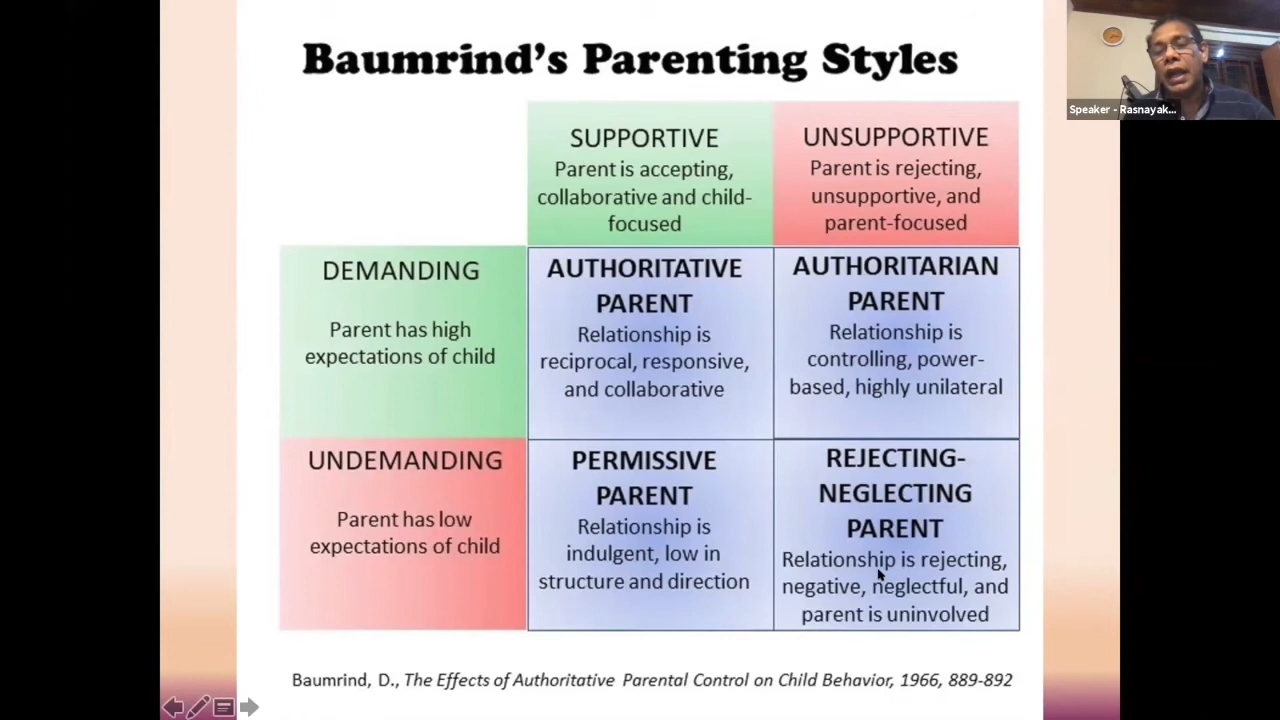 Baumrind's Parenting Styles
Speaker - Rasnayak...
SUPPORTIVE
Parent is accepting,
collaborative and child-
focused
UNSUPPORTIVE
Parent is rejecting,
unsupportive, and
parent-focused
DEMANDING
Parent has high
expectations of child
AUTHORITATIVE
PARENT
Relationship is
reciprocal, responsive,
and collaborative
AUTHORITARIAN
PARENT
Relationship is
controlling, power-
based, highly unilateral
UNDEMANDING
Parent has low
expectations of child
PERMISSIVE
PARENT
Relationship is
indulgent, low in
structure and direction
REJECTING-
NEGLECTING
PARENT
Relationship is rejecting,
negative, neglectful, and
parent is uninvolved
Baumrind, D., The Effects of Authoritative Parental Control on Child Behavior, 1966, 889-892